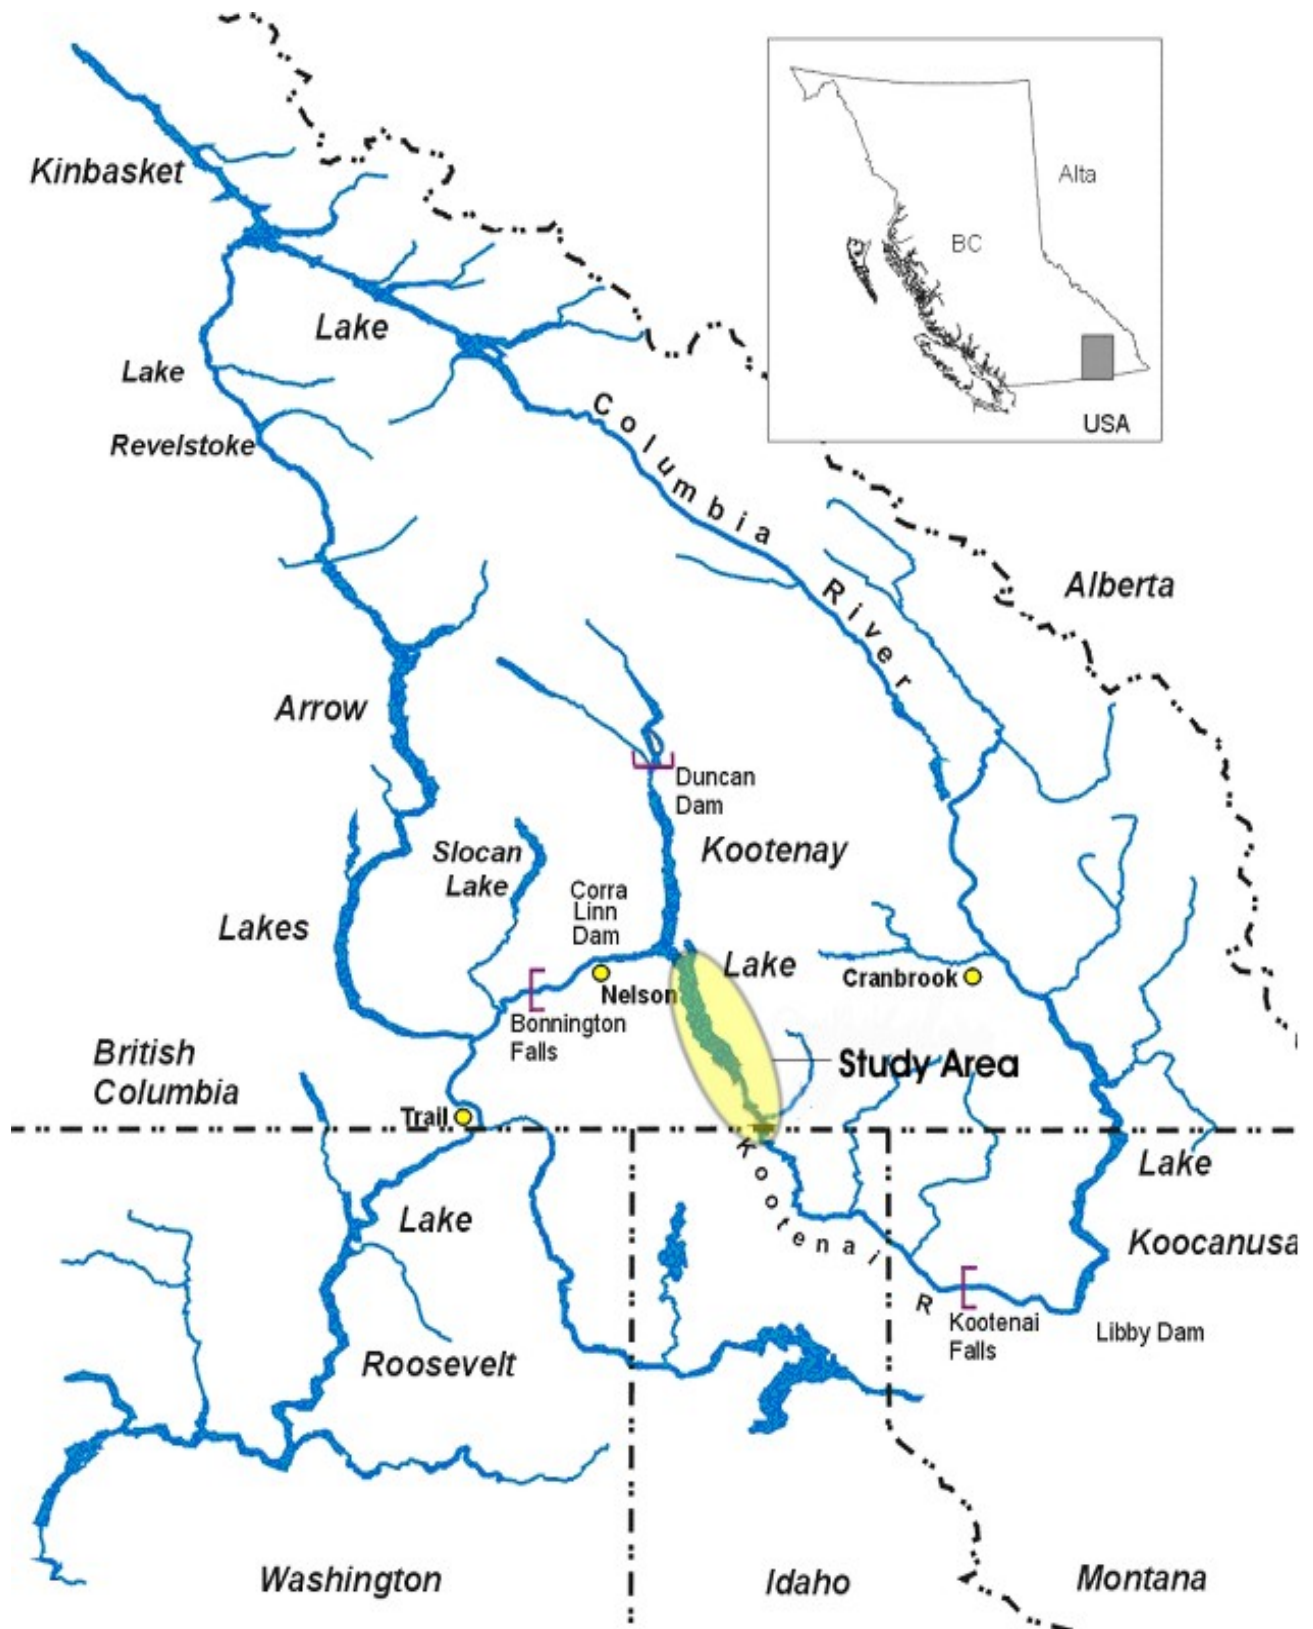 Kinbasket
Lake
Lake
Revelstoke
Columbia
River
Alta
BC
USA
Alberta
Arrow
Lakes
Slocan
Lake
Duncan
Dam
Kootenay
Lake
Corra
Linn
Dam
Nelson
Bonnington
Falls
Cranbrook
Study Area
British
Columbia
Trail
Kootenai
R
Lake
Koocanusa
Lake
Roosevelt
Kootenai
Falls
Libby Dam
Washington
Idaho
Montana